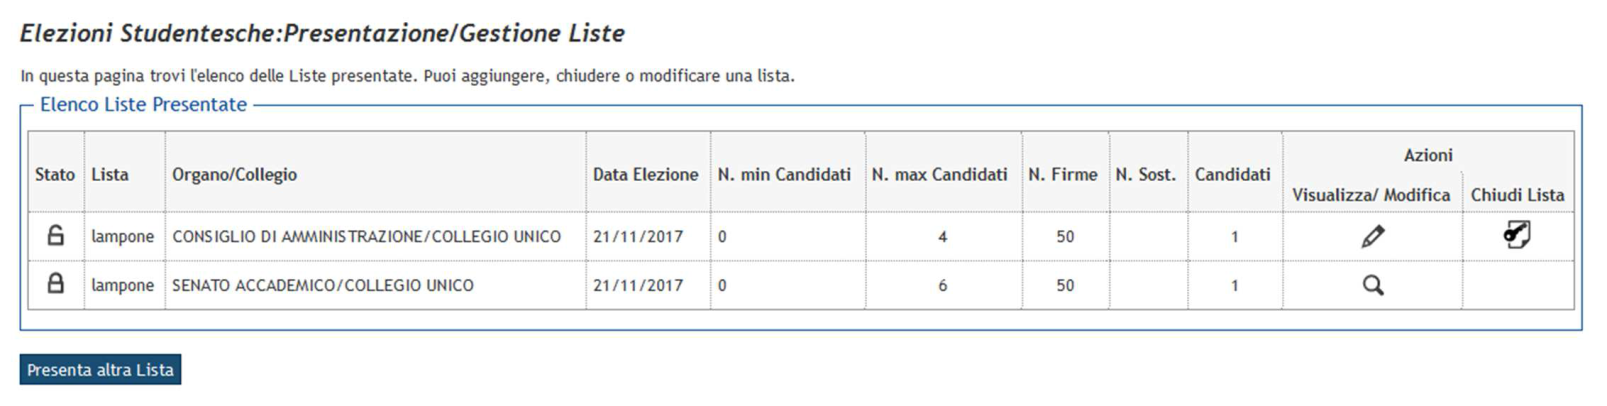 Elezioni Studentesche:Presentazione/Gestione Liste
In questa pagina trovi l'elenco delle Liste presentate. Puoi aggiungere, chiudere o modificare una lista.
Elenco Liste Presentate
Stato Lista Organo/Collegio Data Elezione N. min Candidati N. max Candidati N. Firme N. Sost. Candidati Azioni
Visualizza/ Modifica Chiudi Lista
lampone CONSIGLIO DI AMMINISTRAZIONE/COLLEGIO UNICO 21/11/2017 0 4 50 1
lampone SENATO ACCADEMICO/COLLEGIO UNICO 21/11/2017 0 6 50 1
Presenta altra Lista